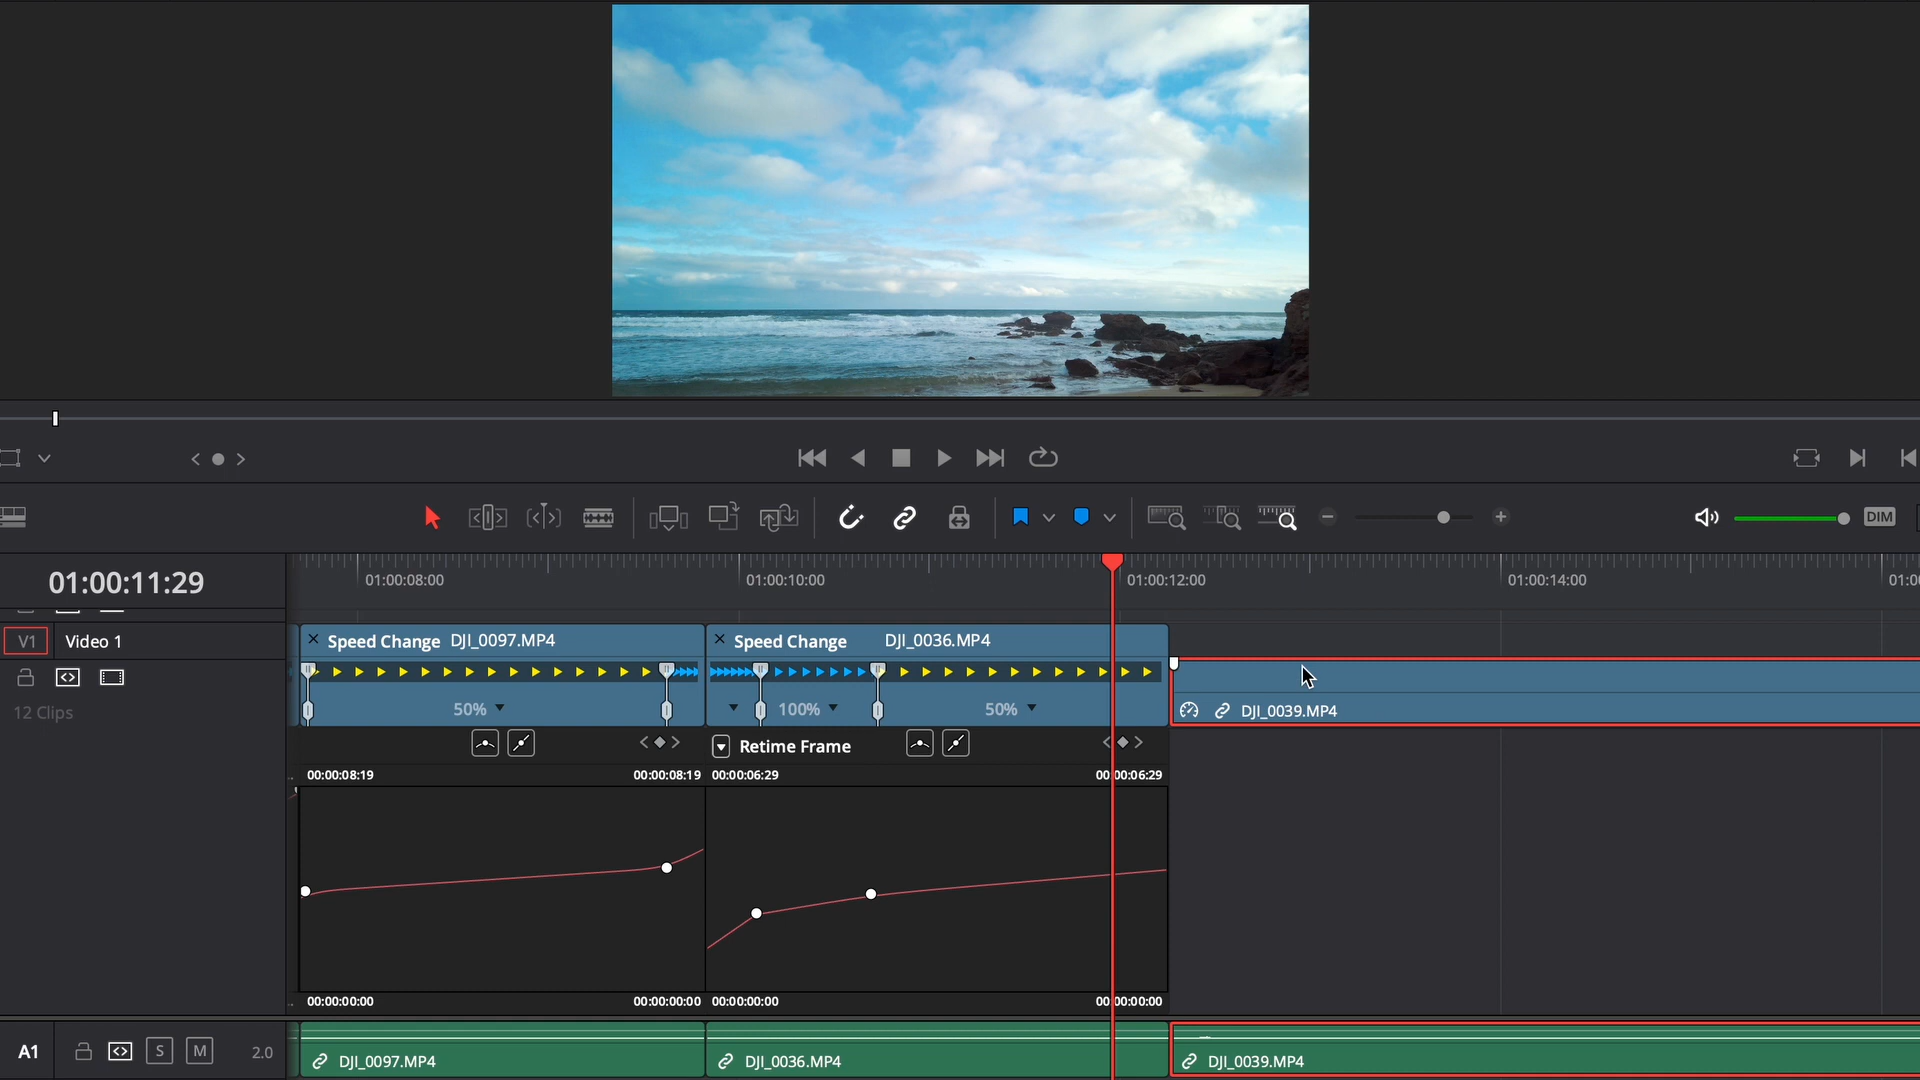 DIM
01:00:11:29
01:00:08:00
01:00:10:00
01:00:12:00
01:00:14:00
01:0
V1
Video 1
12 Clips
Speed Change DJI_0097.MP4
50%
Speed Change DJI_0036.MP4
100%
50%
DJI_0039.MP4
Retime Frame
00:00:08:19
00:00:08:19
00:00:06:29
00:00:06:29
00:00:00:00
00:00:00:00
00:00:00:00
00:00:00:00
A1
S
M
2.0
DJI_0097.MP4
DJI_0036.MP4
DJI_0039.MP4